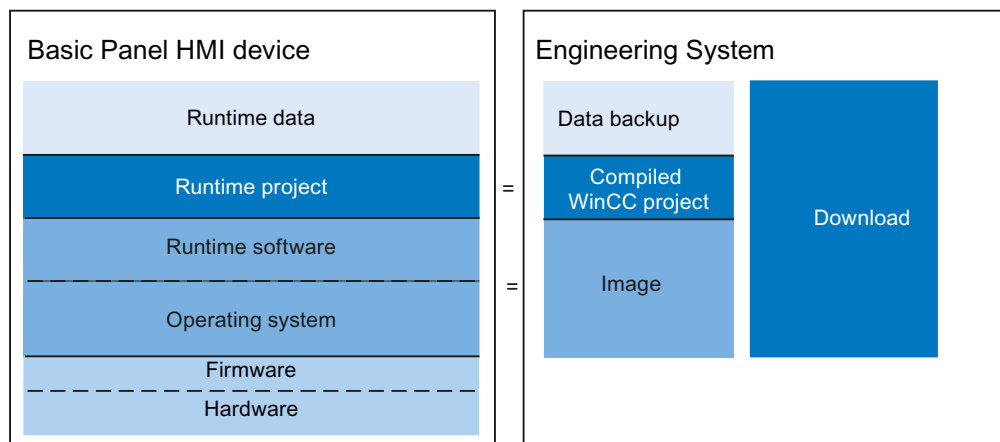 Basic Panel HMI device
Runtime data
Runtime project
Runtime software
Operating system
Firmware
Hardware
=
=
Engineering System
Data backup
Compiled
WinCC project
Image
Download